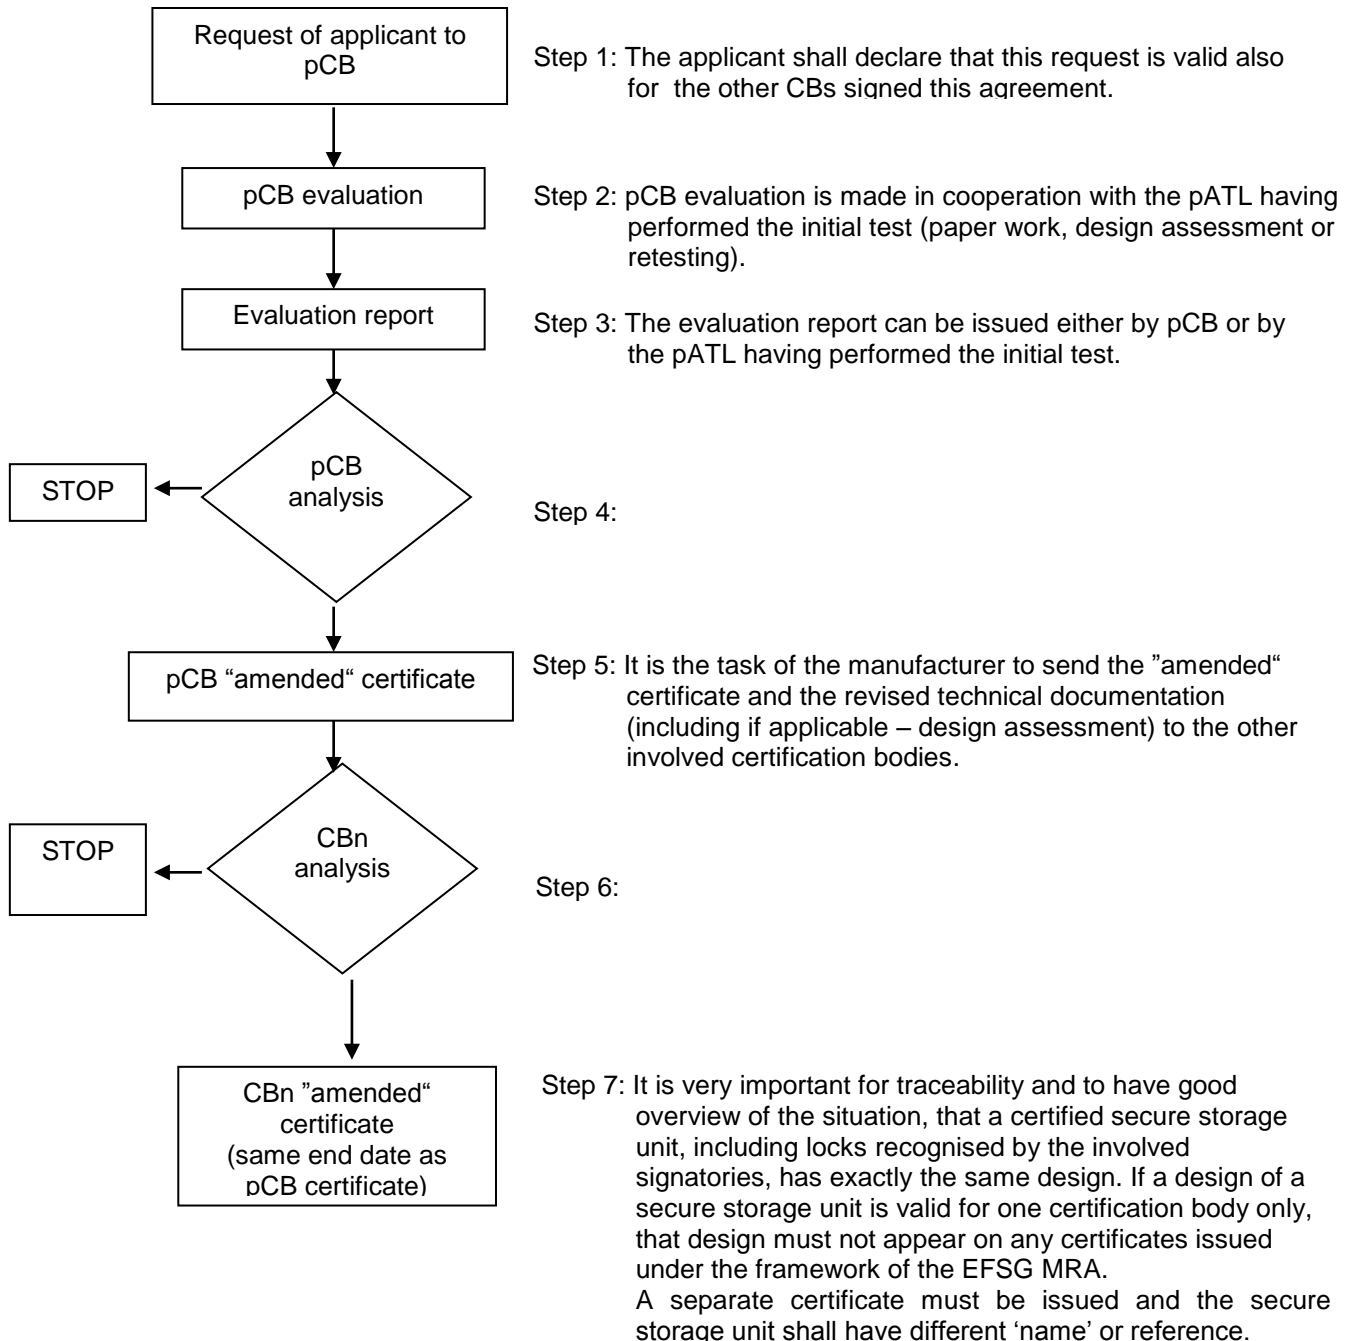 Request of applicant to
pCB
Step 1: The applicant shall declare that this request is valid also
for the other CBs signed this agreement.
pCB evaluation
Step 2: pCB evaluation is made in cooperation with the pATL having
performed the initial test (paper work, design assessment or
retesting).
Evaluation report
Step 3: The evaluation report can be issued either by pCB or by
the pATL having performed the initial test.
pCB
analysis
STOP
Step 4:
pCB “amended“ certificate
Step 5: It is the task of the manufacturer to send the ”amended“
certificate and the revised technical documentation
(including if applicable – design assessment) to the other
involved certification bodies.
CBn
analysis
STOP
Step 6:
CBn ”amended“
certificate
(same end date as
pCB certificate)
Step 7: It is very important for traceability and to have good
overview of the situation, that a certified secure storage
unit, including locks recognised by the involved
signatories, has exactly the same design. If a design of a
secure storage unit is valid for one certification body only,
that design must not appear on any certificates issued
under the framework of the EFSG MRA.
A separate certificate must be issued and the secure
storage unit shall have different ‘name’ or reference.